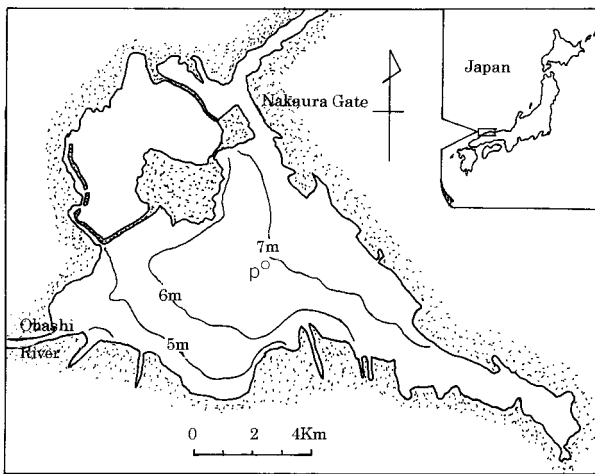 Japan
Nakaura Gate
7m
p
6m
Ohashi
River
5m
0 2 4Km